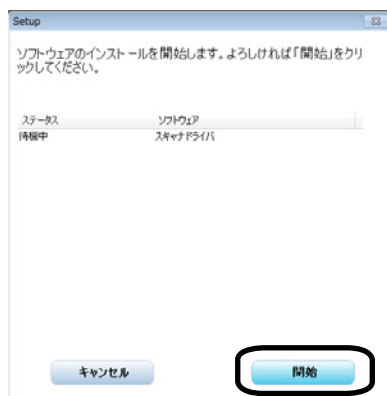 Setup
ソフトウェアのインストールを開始します。よろしければ「開始」をクリ
ックしてください。
ステータス ソフトウェア
待機中 スキャナドライバ
キャンセル 開始